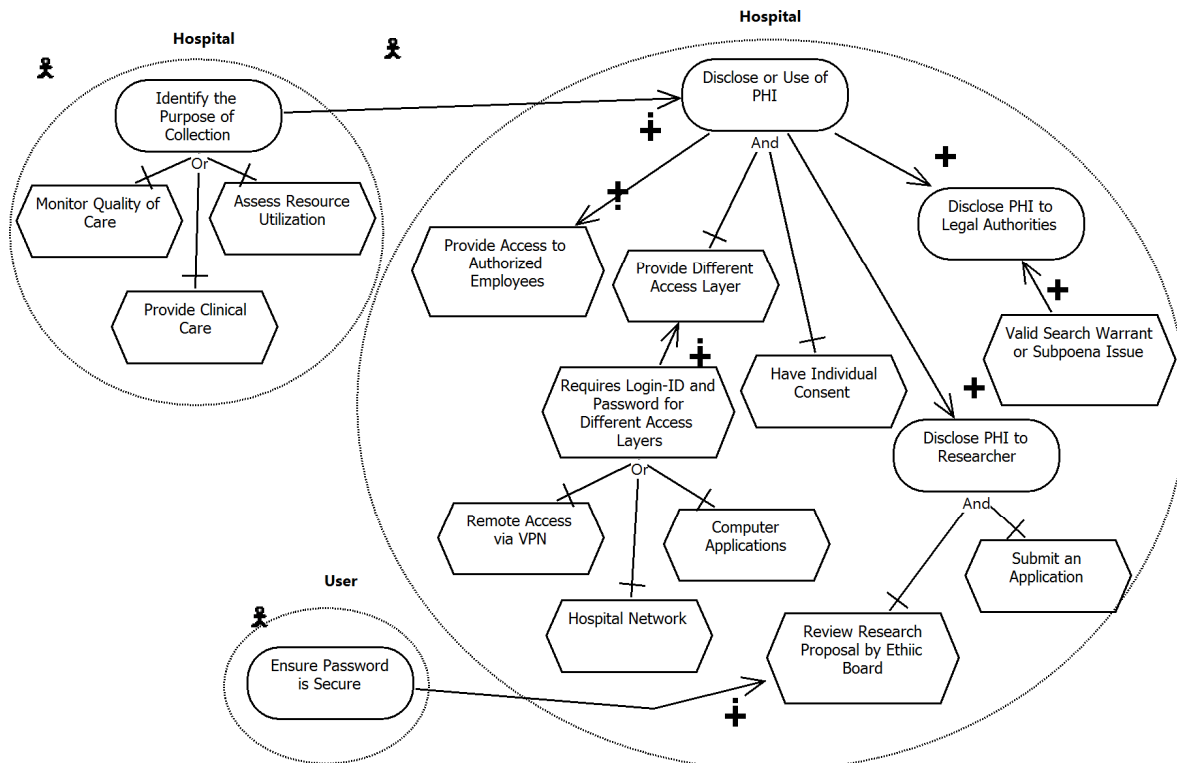 Hospital
Identify the
Purpose of
Collection
Or
Monitor Quality of
Care
Assess Resource
Utilization
Provide Clinical
Care
Hospital
Disclose or Use of
PHI
And
Provide Access to
Authorized
Employees
Provide Different
Access Layer
Disclose PHI to
Legal Authorities
Valid Search Warrant
or Subpoena Issue
Requires Login-ID and
Password for
Different Access
Layers
Have Individual
Consent
Disclose PHI to
Researcher
Or
Remote Access
via VPN
Computer
Applications
Hospital Network
And
Submit an
Application
Review Research
Proposal by Ethiic
Board
User
Ensure Password
is Secure